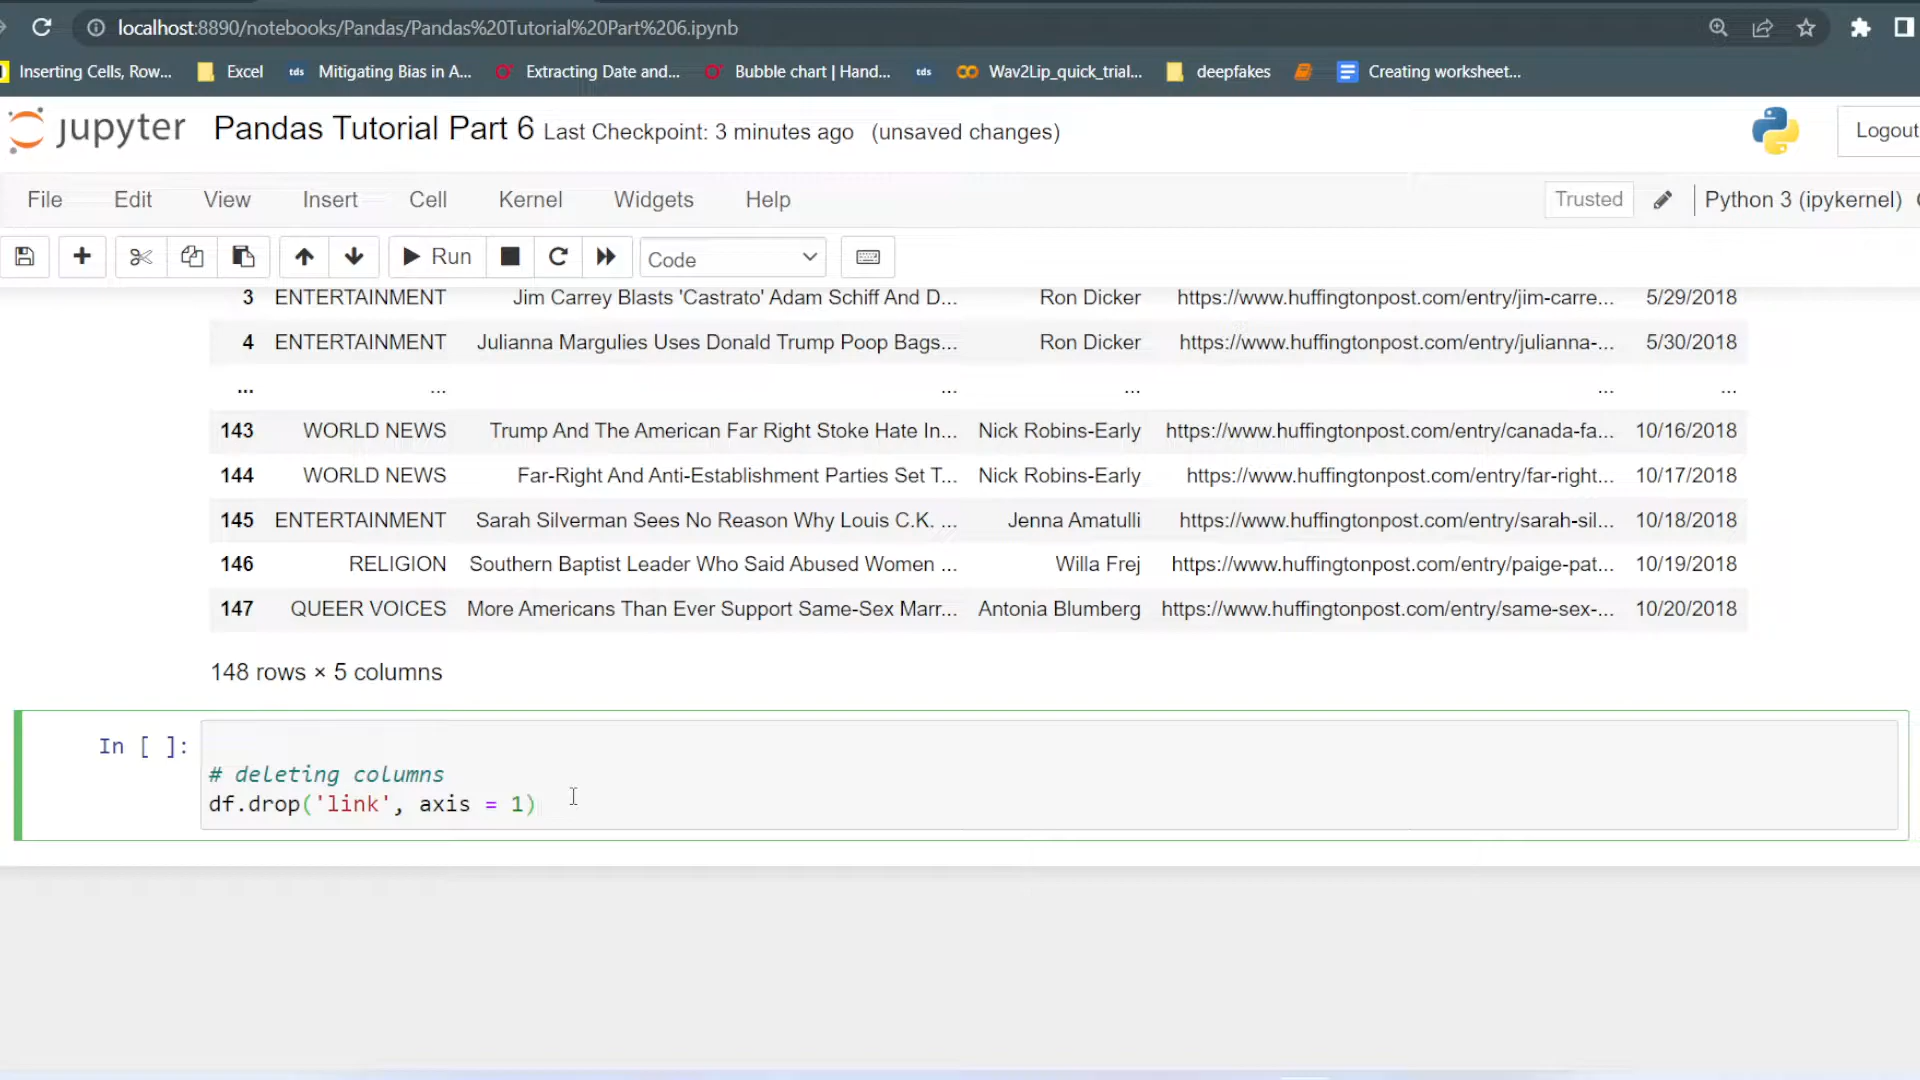 localhost:8890/notebooks/Pandas/Pandas%20Tutorial%20Part%206.ipynb
Inserting Cells, Row... Excel tds Mitigating Bias in A... Extracting Date and... Bubble chart | Hand... tds Wav2Lip_quick_trial... deepfakes Creating worksheet...
jupyter Pandas Tutorial Part 6 Last Checkpoint: 3 minutes ago (unsaved changes) Logout
File Edit View Insert Cell Kernel Widgets Help Trusted Python 3 (ipykernel)
Run Code
3 ENTERTAINMENT Jim Carrey Blasts 'Castrato' Adam Schiff And D... Ron Dicker https://www.huffingtonpost.com/entry/jim-carre... 5/29/2018
4 ENTERTAINMENT Julianna Margulies Uses Donald Trump Poop Bags... Ron Dicker https://www.huffingtonpost.com/entry/julianna-... 5/30/2018
... ... ... ... ... ...
143 WORLD NEWS Trump And The American Far Right Stoke Hate In... Nick Robins-Early https://www.huffingtonpost.com/entry/canada-fa... 10/16/2018
144 WORLD NEWS Far-Right And Anti-Establishment Parties Set T... Nick Robins-Early https://www.huffingtonpost.com/entry/far-right... 10/17/2018
145 ENTERTAINMENT Sarah Silverman Sees No Reason Why Louis C.K. ... Jenna Amatulli https://www.huffingtonpost.com/entry/sarah-sil... 10/18/2018
146 RELIGION Southern Baptist Leader Who Said Abused Women ... Willa Frej https://www.huffingtonpost.com/entry/paige-pat... 10/19/2018
147 QUEER VOICES More Americans Than Ever Support Same-Sex Marr... Antonia Blumberg https://www.huffingtonpost.com/entry/same-sex-... 10/20/2018
148 rows × 5 columns
In [ ]:
# deleting columns
df.drop('link', axis = 1)